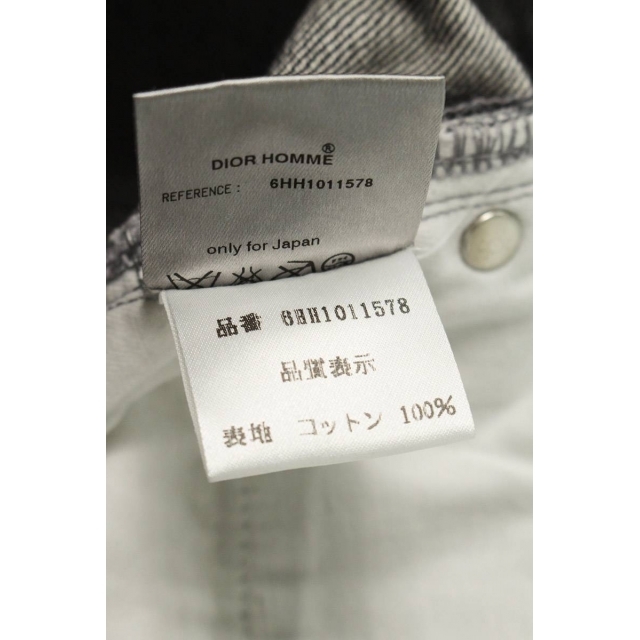 DIOR HOMME®
REFERENCE : 6HH1011578
only for Japan
品番 6HH1011578
品質表示
表地 コットン 100%